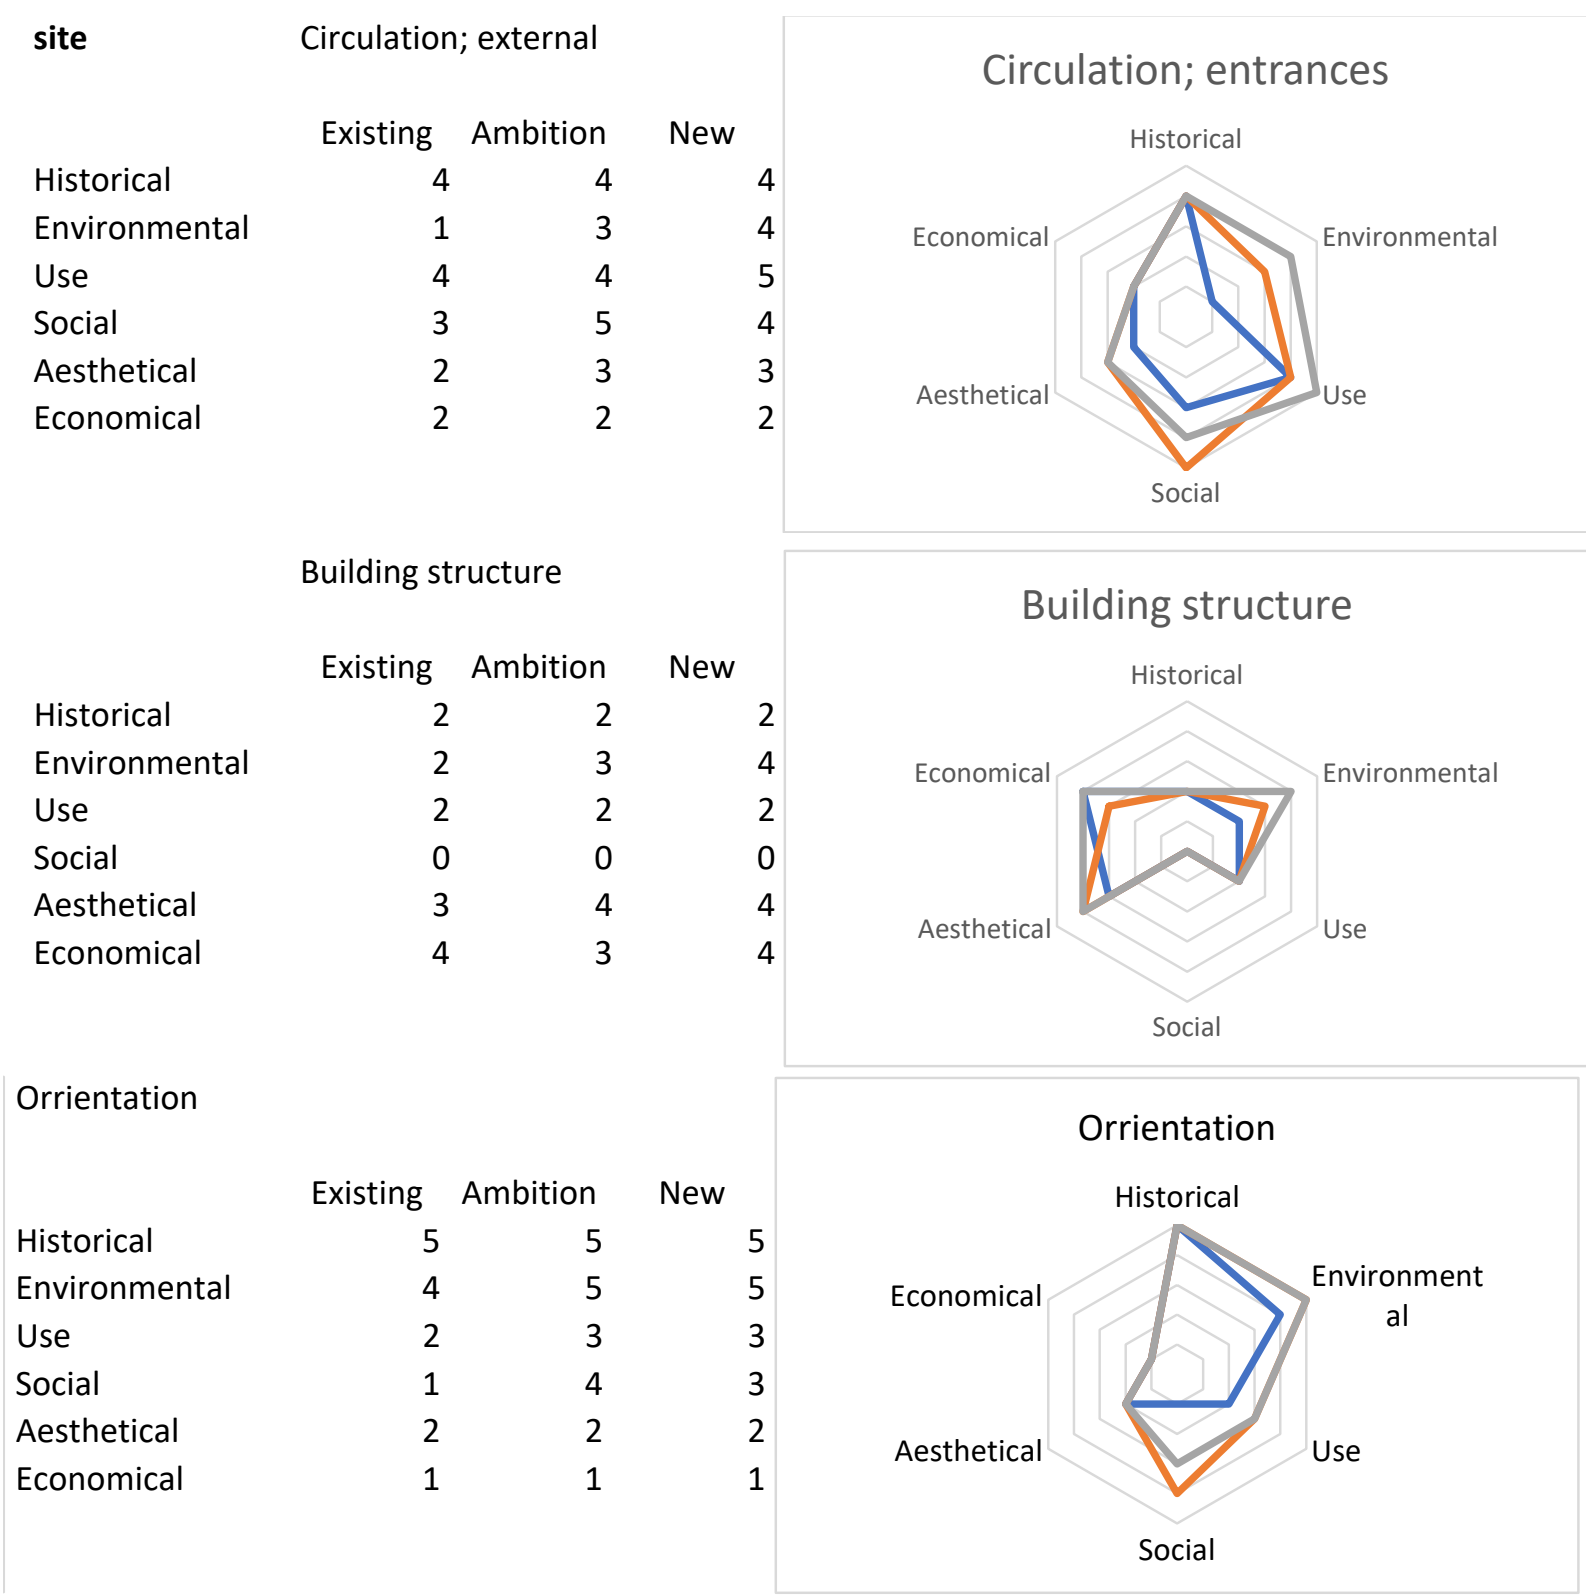 site Circulation; external
Existing Ambition New
Historical 4 4 4
Environmental 1 3 4
Use 4 4 5
Social 3 5 4
Aesthetical 2 3 3
Economical 2 2 2
Circulation; entrances
Historical
Economical Environmental
Aesthetical Use
Social
Building structure
Existing Ambition New
Historical 2 2 2
Environmental 2 3 4
Use 2 2 2
Social 0 0 0
Aesthetical 3 4 4
Economical 4 3 4
Building structure
Historical
Economical Environmental
Aesthetical Use
Social
Orrientation
Existing Ambition New
Historical 5 5 5
Environmental 4 5 5
Use 2 3 3
Social 1 4 3
Aesthetical 2 2 2
Economical 1 1 1
Orrientation
Historical
Economical Environment
al
Aesthetical Use
Social